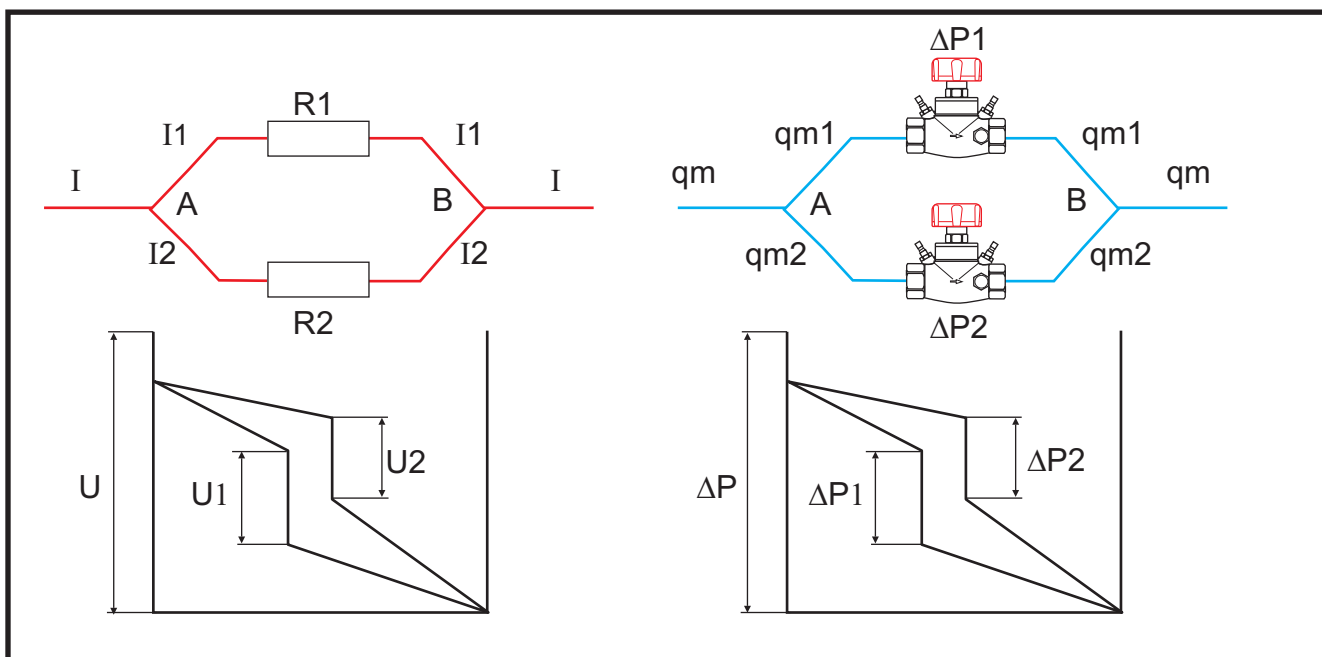 R1
I1 I1
I I
A B
I2 I2
R2
U
U1
U2
ΔP1
qm1 qm1
qm qm
A B
qm2 qm2
ΔP2
ΔP
ΔP1
ΔP2